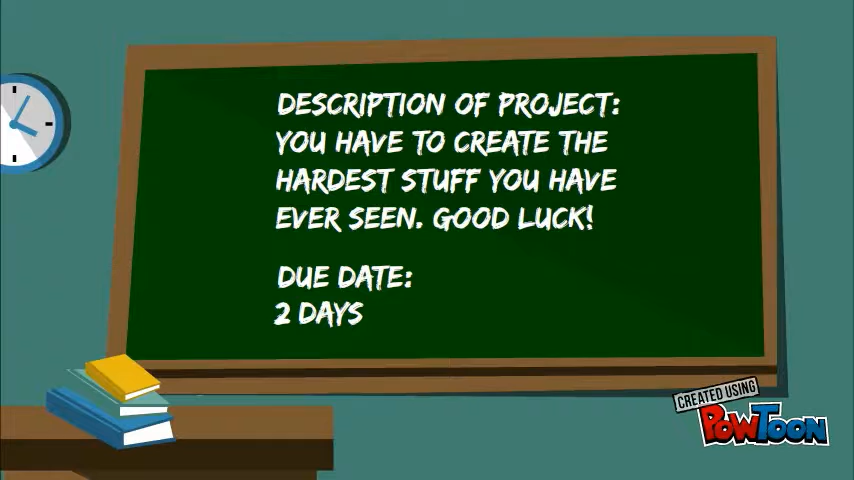 DESCRIPTION OF PROJECT:
YOU HAVE TO CREATE THE
HARDEST STUFF YOU HAVE
EVER SEEN. GOOD LUCK!
DUE DATE:
2 DAYS
CREATED USING
POWTOON